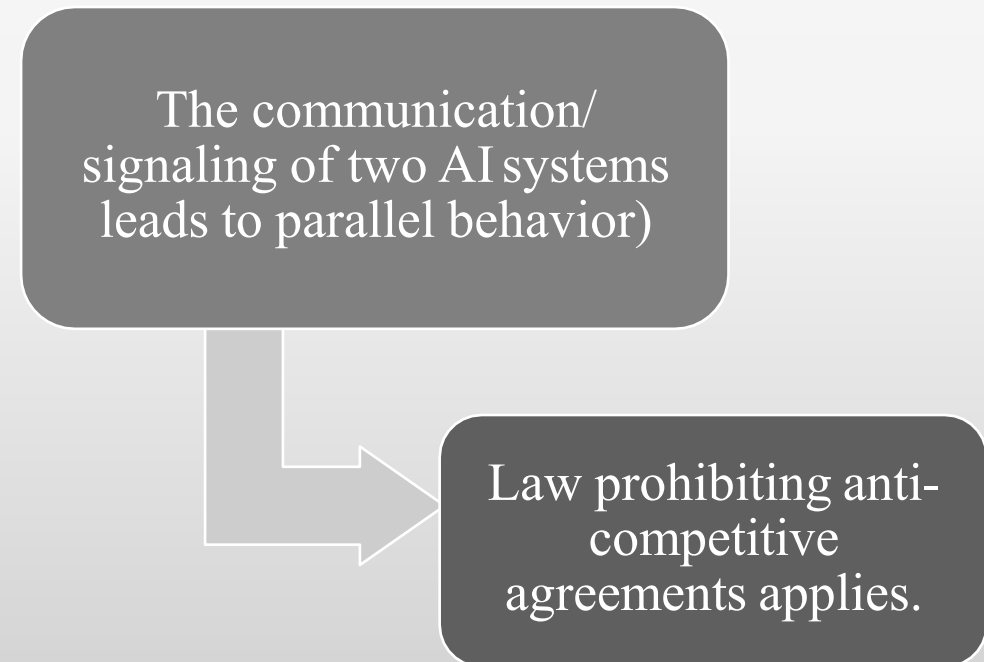 The communication/
signaling of two AI systems
leads to parallel behavior)
Law prohibiting anti-
competitive
agreements applies.